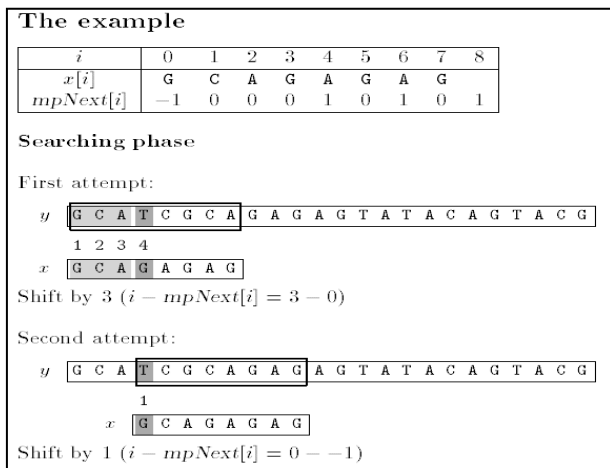 The example
i 0 1 2 3 4 5 6 7 8
x[i] G C A G A G A G
mpNext[i] −1 0 0 0 1 0 1 0 1
Searching phase
First attempt:
y G C A T C G C A G A G A G T A T A C A G T A C G
1 2 3 4
x G C A G A G A G
Shift by 3 (i − mpNext[i] = 3 − 0)
Second attempt:
y G C A T C G C A G A G A G T A T A C A G T A C G
1
x G C A G A G A G
Shift by 1 (i − mpNext[i] = 0 − −1)